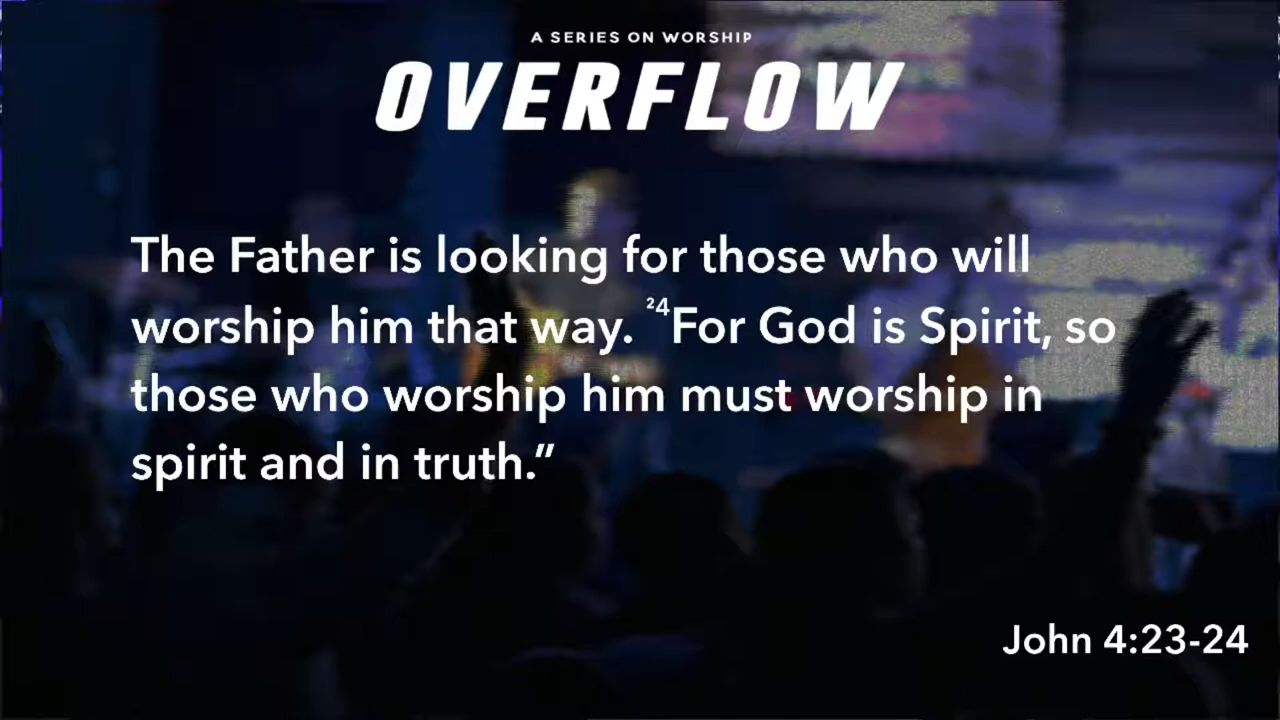 A SERIES ON WORSHIP
OVERFLOW
The Father is looking for those who will
worship him that way. ²⁴For God is Spirit, so
those who worship him must worship in
spirit and in truth.”
John 4:23-24